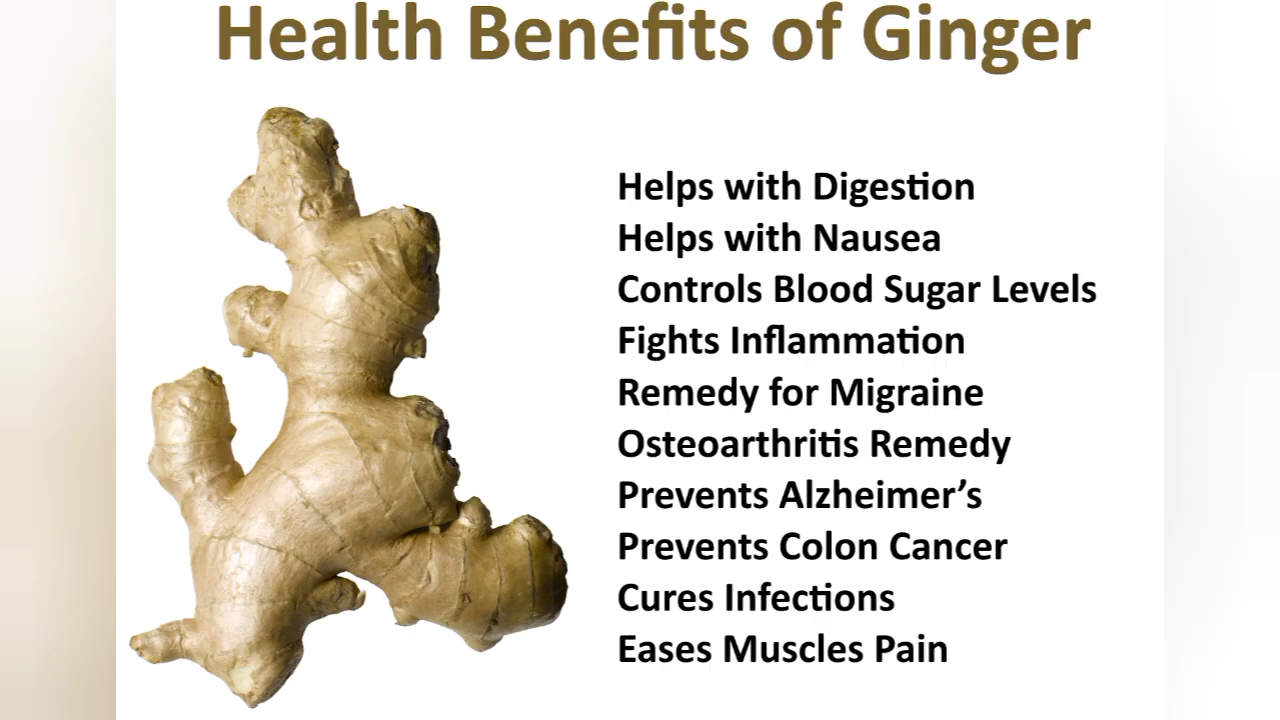 Health Benefits of Ginger
Helps with Digestion
Helps with Nausea
Controls Blood Sugar Levels
Fights Inflammation
Remedy for Migraine
Osteoarthritis Remedy
Prevents Alzheimer’s
Prevents Colon Cancer
Cures Infections
Eases Muscles Pain